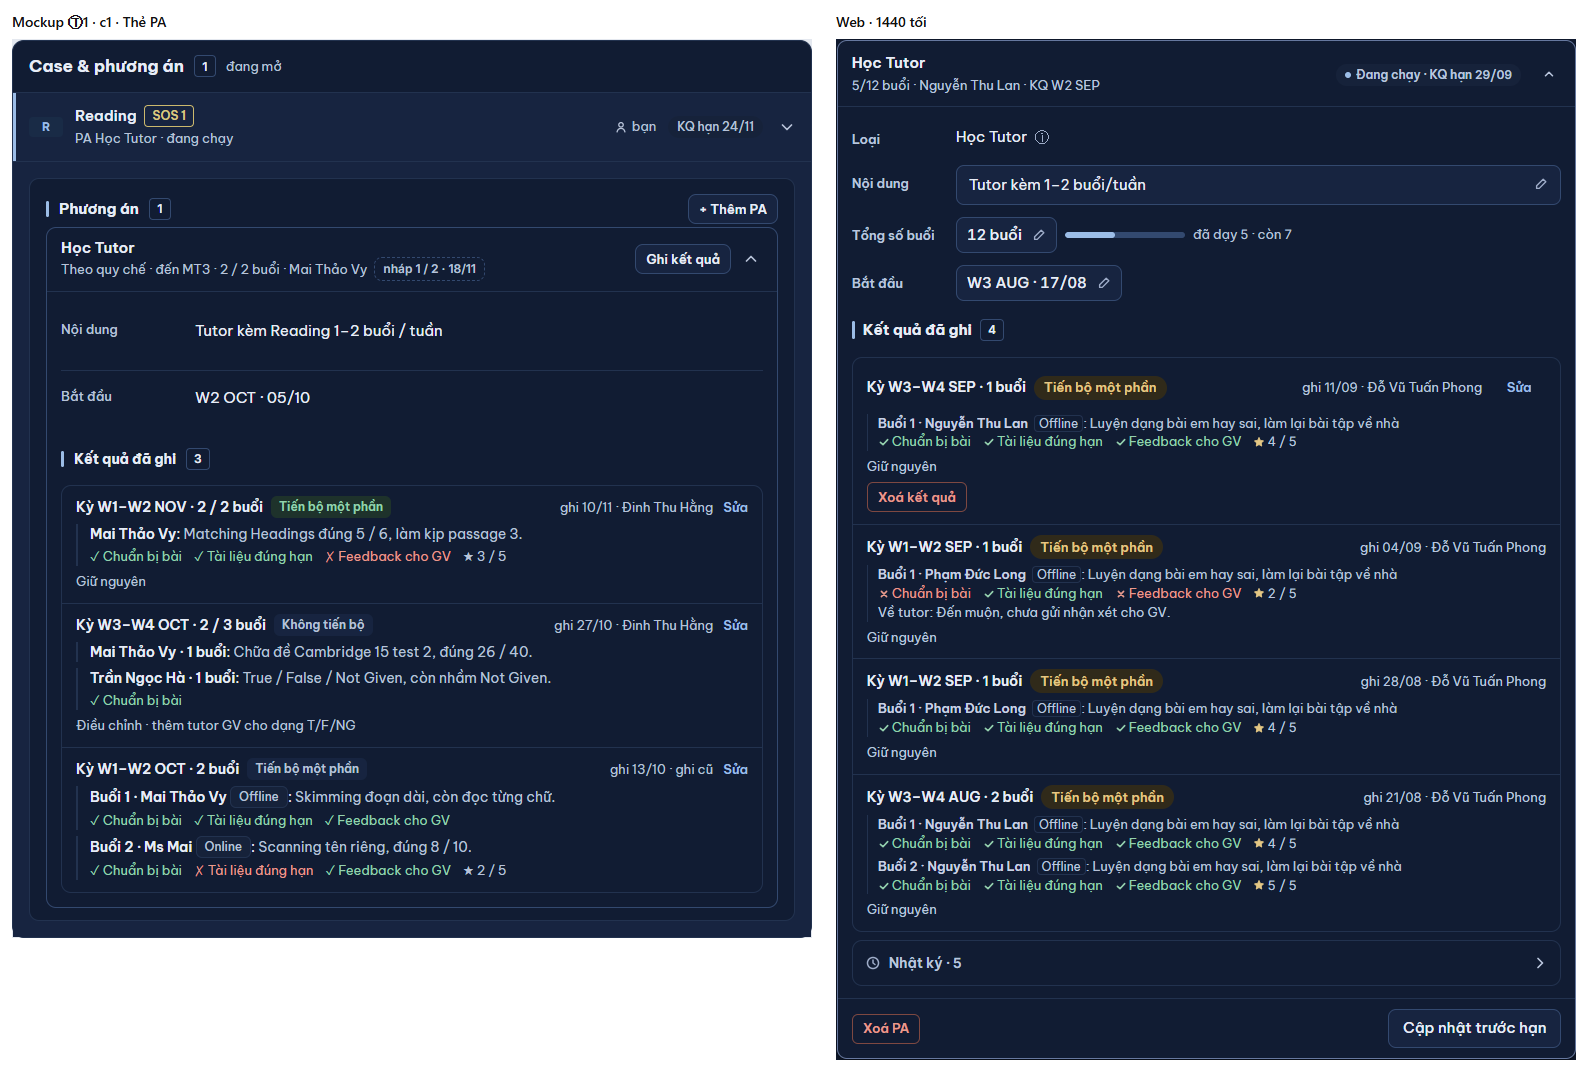 Mockup Ⓣ1 · c1 · Thẻ PA
Case & phương án 1 đang mở
R
Reading SOS 1
PA Học Tutor · đang chạy
bạn
KQ hạn 24/11
Phương án 1
+ Thêm PA
Học Tutor
Theo quy chế · đến MT3 · 2 / 2 buổi · Mai Thảo Vy nháp 1 / 2 · 18/11
Ghi kết quả
Nội dung
Tutor kèm Reading 1–2 buổi / tuần
Bắt đầu
W2 OCT · 05/10
Kết quả đã ghi 3
Kỳ W1–W2 NOV · 2 / 2 buổi Tiến bộ một phần ghi 10/11 · Đinh Thu Hằng Sửa
Mai Thảo Vy: Matching Headings đúng 5 / 6, làm kịp passage 3.
✓ Chuẩn bị bài ✓ Tài liệu đúng hạn ✗ Feedback cho GV ★ 3 / 5
Giữ nguyên
Kỳ W3–W4 OCT · 2 / 3 buổi Không tiến bộ ghi 27/10 · Đinh Thu Hằng Sửa
Mai Thảo Vy · 1 buổi: Chữa đề Cambridge 15 test 2, đúng 26 / 40.
Trần Ngọc Hà · 1 buổi: True / False / Not Given, còn nhầm Not Given.
✓ Chuẩn bị bài
Điều chỉnh · thêm tutor GV cho dạng T/F/NG
Kỳ W1–W2 OCT · 2 buổi Tiến bộ một phần ghi 13/10 · ghi cũ Sửa
Buổi 1 · Mai Thảo Vy Offline : Skimming đoạn dài, còn đọc từng chữ.
✓ Chuẩn bị bài ✓ Tài liệu đúng hạn ✓ Feedback cho GV
Buổi 2 · Ms Mai Online : Scanning tên riêng, đúng 8 / 10.
✓ Chuẩn bị bài ✗ Tài liệu đúng hạn ✓ Feedback cho GV ★ 2 / 5
Web · 1440 tối
Học Tutor
5/12 buổi · Nguyễn Thu Lan · KQ W2 SEP
Đang chạy · KQ hạn 29/09
Loại
Học Tutor ⓘ
Nội dung
Tutor kèm 1–2 buổi/tuần
Tổng số buổi
12 buổi
đã dạy 5 · còn 7
Bắt đầu
W3 AUG · 17/08
Kết quả đã ghi 4
Kỳ W3–W4 SEP · 1 buổi Tiến bộ một phần ghi 11/09 · Đỗ Vũ Tuấn Phong Sửa
Buổi 1 · Nguyễn Thu Lan Offline : Luyện dạng bài em hay sai, làm lại bài tập về nhà
✓ Chuẩn bị bài ✓ Tài liệu đúng hạn ✓ Feedback cho GV ★ 4 / 5
Giữ nguyên
Xoá kết quả
Kỳ W1–W2 SEP · 1 buổi Tiến bộ một phần ghi 04/09 · Đỗ Vũ Tuấn Phong
Buổi 1 · Phạm Đức Long Offline : Luyện dạng bài em hay sai, làm lại bài tập về nhà
✗ Chuẩn bị bài ✓ Tài liệu đúng hạn ✗ Feedback cho GV ★ 2 / 5
Về tutor: Đến muộn, chưa gửi nhận xét cho GV.
Giữ nguyên
Kỳ W1–W2 SEP · 1 buổi Tiến bộ một phần ghi 28/08 · Đỗ Vũ Tuấn Phong
Buổi 1 · Phạm Đức Long Offline : Luyện dạng bài em hay sai, làm lại bài tập về nhà
✓ Chuẩn bị bài ✓ Tài liệu đúng hạn ✓ Feedback cho GV ★ 4 / 5
Giữ nguyên
Kỳ W3–W4 AUG · 2 buổi Tiến bộ một phần ghi 21/08 · Đỗ Vũ Tuấn Phong
Buổi 1 · Nguyễn Thu Lan Offline : Luyện dạng bài em hay sai, làm lại bài tập về nhà
✓ Chuẩn bị bài ✓ Tài liệu đúng hạn ✓ Feedback cho GV ★ 4 / 5
Buổi 2 · Nguyễn Thu Lan Offline : Luyện dạng bài em hay sai, làm lại bài tập về nhà
✓ Chuẩn bị bài ✓ Tài liệu đúng hạn ✓ Feedback cho GV ★ 5 / 5
Giữ nguyên
Nhật ký · 5
Xoá PA
Cập nhật trước hạn